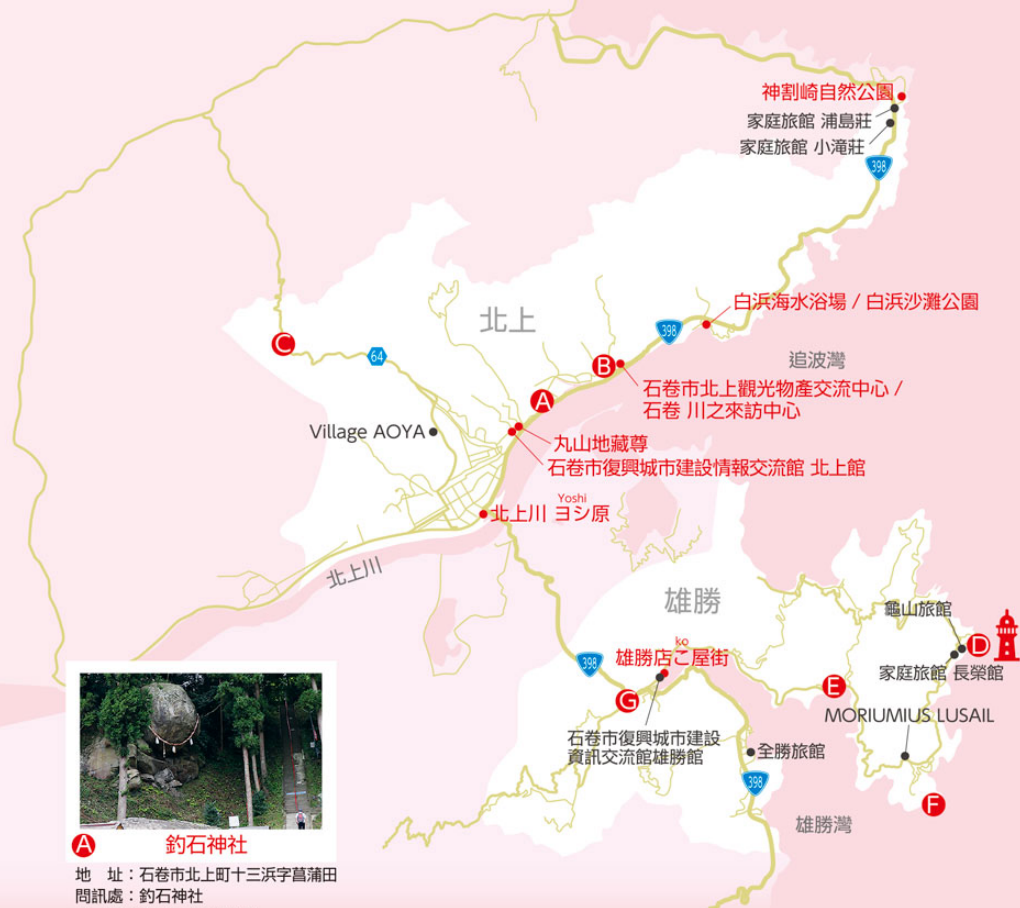 神割崎自然公園
家庭旅館 浦島莊
家庭旅館 小滝莊
398
白浜海水浴場 / 白浜沙灘公園
北上
398
追波灣
C
64
B
石卷市北上觀光物產交流中心 /
石卷 川之來訪中心
A
Village AOYA
丸山地藏尊
石卷市復興城市建設情報交流館 北上館
Yoshi
北上川 ヨシ原
北上川
雄勝
龜山旅館
D
家庭旅館 長榮館
ko
雄勝店こ屋街
398
G
E
MORIUMIUS LUSAIL
石卷市復興城市建設
資訊交流館雄勝館
全勝旅館
398
F
雄勝灣
A
釣石神社
地　址：石卷市北上町十三浜字菖蒲田
問訊處：釣石神社